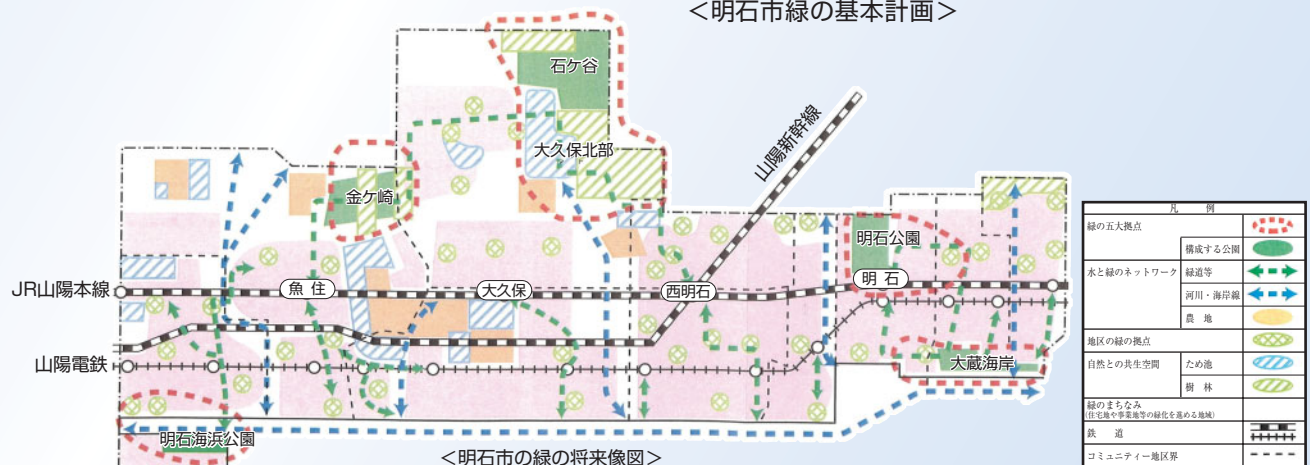 <明石市緑の基本計画>
石ケ谷
山陽新幹線
大久保北部
金ケ崎
明石公園
JR山陽本線
魚住
大久保
西明石
明石
山陽電鉄
大蔵海岸
明石海浜公園
<明石市の緑の将来像図>
凡例
緑の五大拠点
構成する公園
水と緑のネットワーク 緑道等
河川・海岸線
農地
地区の緑の拠点
自然との共生空間 ため池
樹林
緑のまちなみ
(住宅地や事業地等の緑化を進める地域)
鉄道
コミュニティー地区界